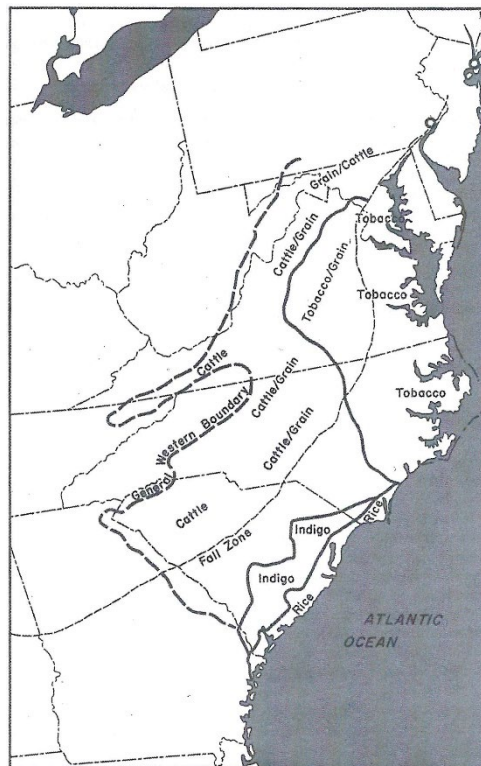 Grain/Cattle
Cattle/Grain
Tobacco
Tobacco/Grain
Tobacco
Cattle
Tobacco
Cattle/Grain
General Western Boundary
Cattle/Grain
Cattle
Rice
Fall Zone
Indigo
Indigo
Rice
ATLANTIC
OCEAN